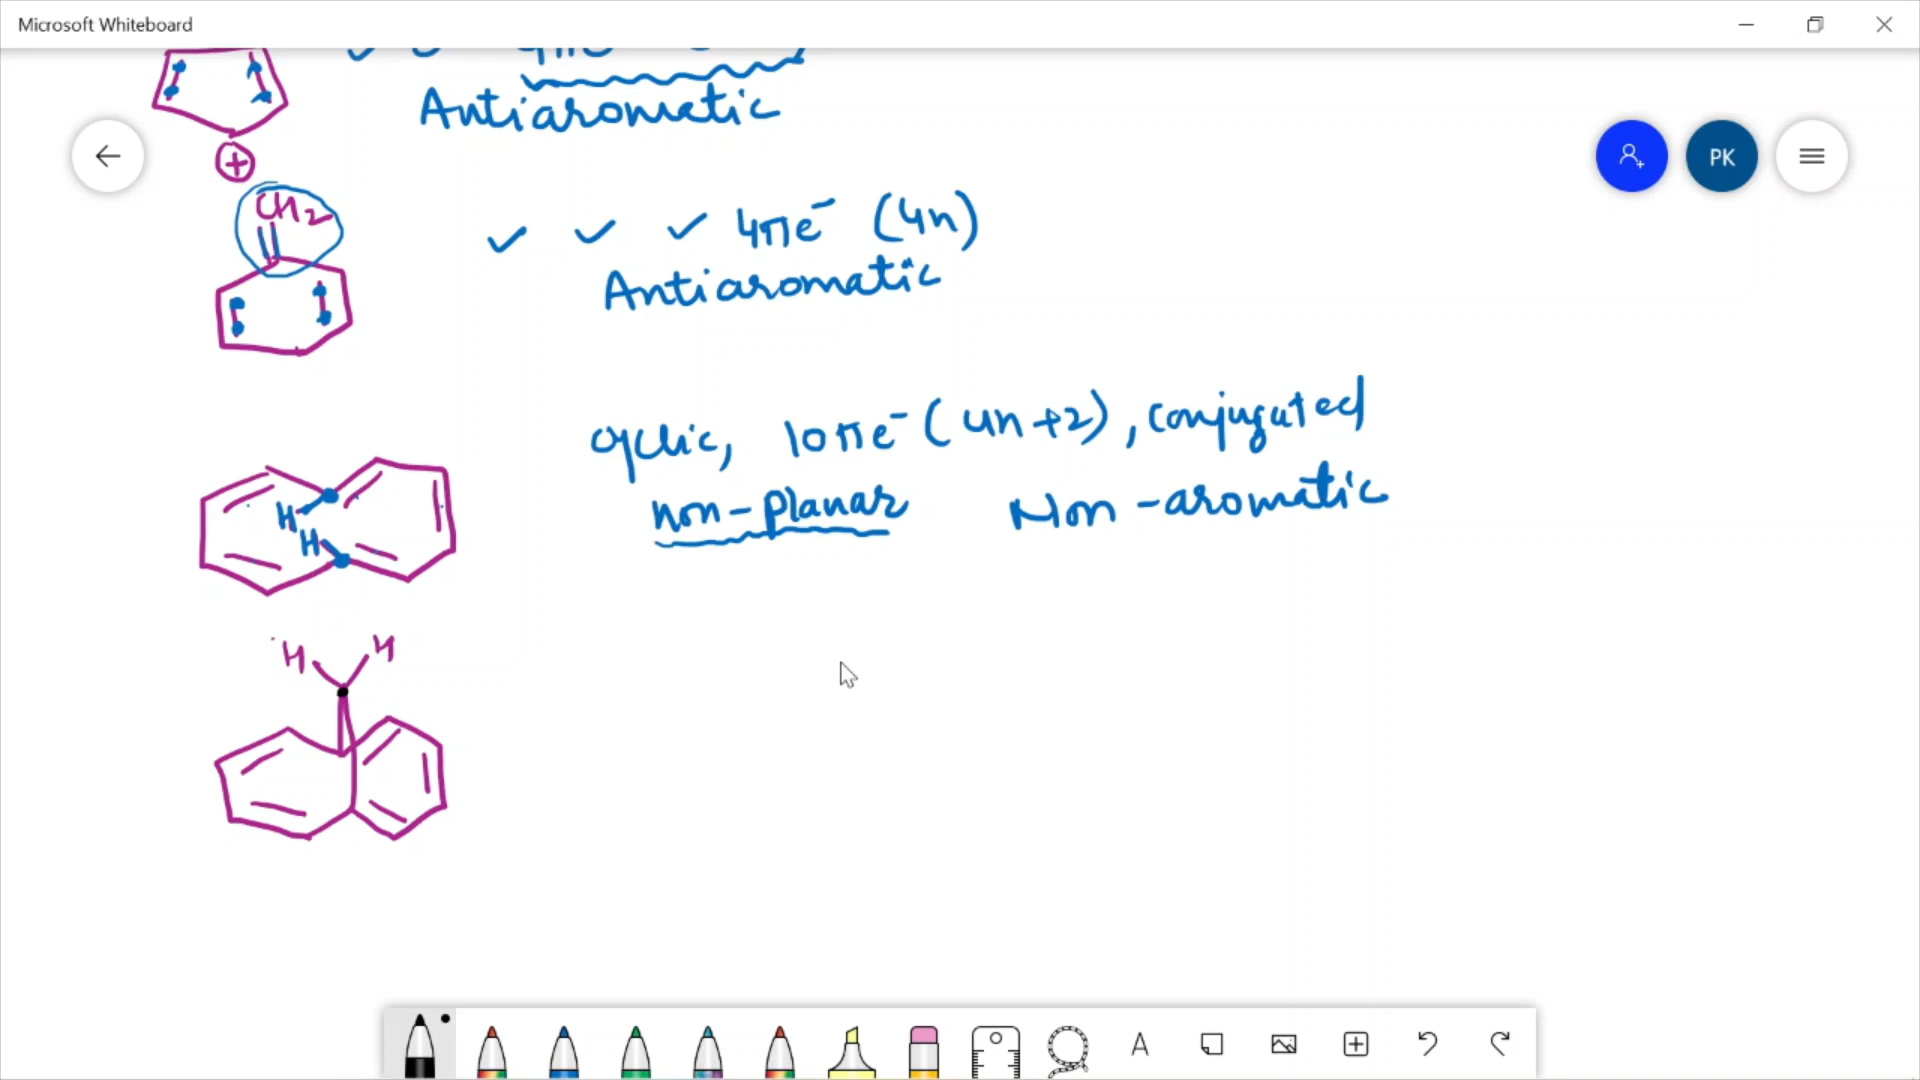 Microsoft Whiteboard
Antiaromatic
+
PK
CH2
✓ ✓ ✓ 4πe⁻ (4n)
Antiaromatic
cyclic, 10πe⁻ (4n+2), conjugated
non-planar Non-aromatic
H
H
H H
A